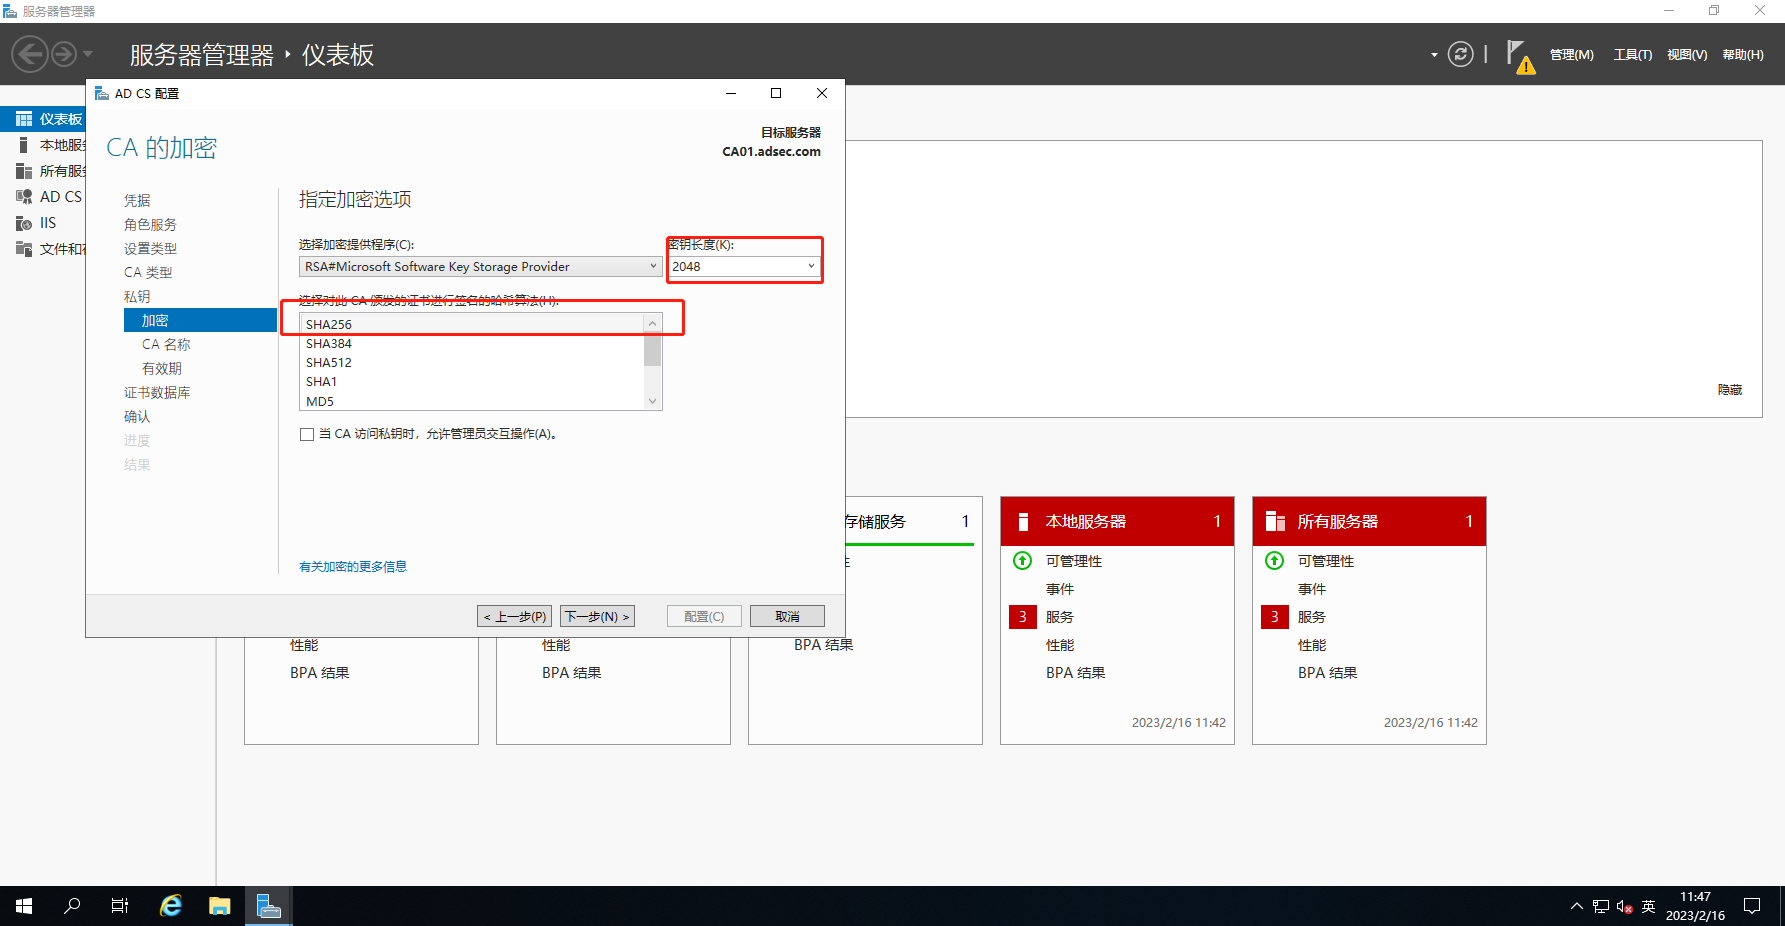 服务器管理器
服务器管理器 · 仪表板
管理(M) 工具(T) 视图(V) 帮助(H)
仪表板
本地服
所有服
AD CS
IIS
文件和
AD CS 配置
CA 的加密
目标服务器
CA01.adsec.com
凭据
角色服务
设置类型
CA 类型
私钥
加密
CA 名称
有效期
证书数据库
确认
进度
结果
指定加密选项
选择加密提供程序(C):
密钥长度(K):
RSA#Microsoft Software Key Storage Provider
2048
选择对此 CA 颁发的证书进行签名的哈希算法(H):
SHA256
SHA384
SHA512
SHA1
MD5
当 CA 访问私钥时，允许管理员交互操作(A)。
有关加密的更多信息
< 上一步(P) 下一步(N) > 配置(C) 取消
隐藏
性能
BPA 结果
性能
BPA 结果
存储服务 1
BPA 结果
本地服务器 1
可管理性
事件
3 服务
性能
BPA 结果
2023/2/16 11:42
所有服务器 1
可管理性
事件
3 服务
性能
BPA 结果
2023/2/16 11:42
英
11:47
2023/2/16